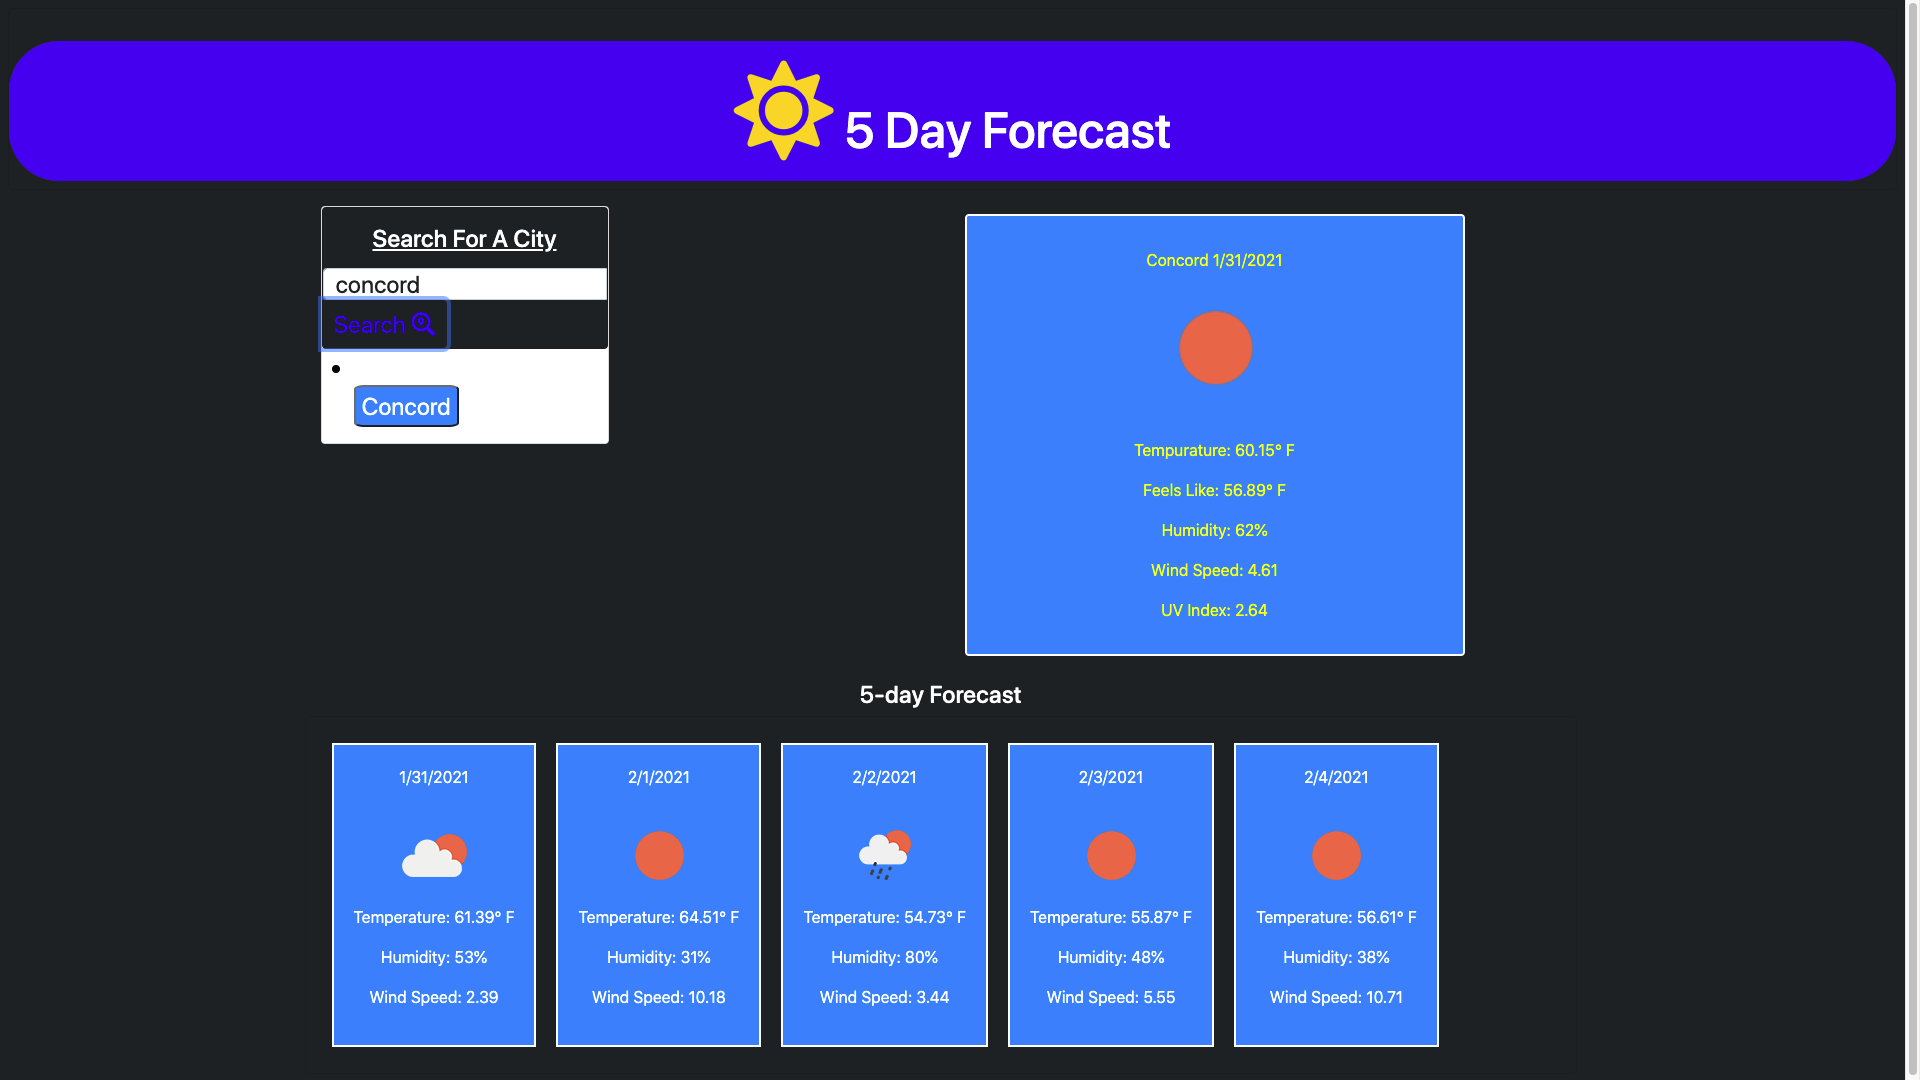 5 Day Forecast
Search For A City
concord
Search
Concord
Concord 1/31/2021
Tempurature: 60.15° F
Feels Like: 56.89° F
Humidity: 62%
Wind Speed: 4.61
UV Index: 2.64
5-day Forecast
1/31/2021
Temperature: 61.39° F
Humidity: 53%
Wind Speed: 2.39
2/1/2021
Temperature: 64.51° F
Humidity: 31%
Wind Speed: 10.18
2/2/2021
Temperature: 54.73° F
Humidity: 80%
Wind Speed: 3.44
2/3/2021
Temperature: 55.87° F
Humidity: 48%
Wind Speed: 5.55
2/4/2021
Temperature: 56.61° F
Humidity: 38%
Wind Speed: 10.71